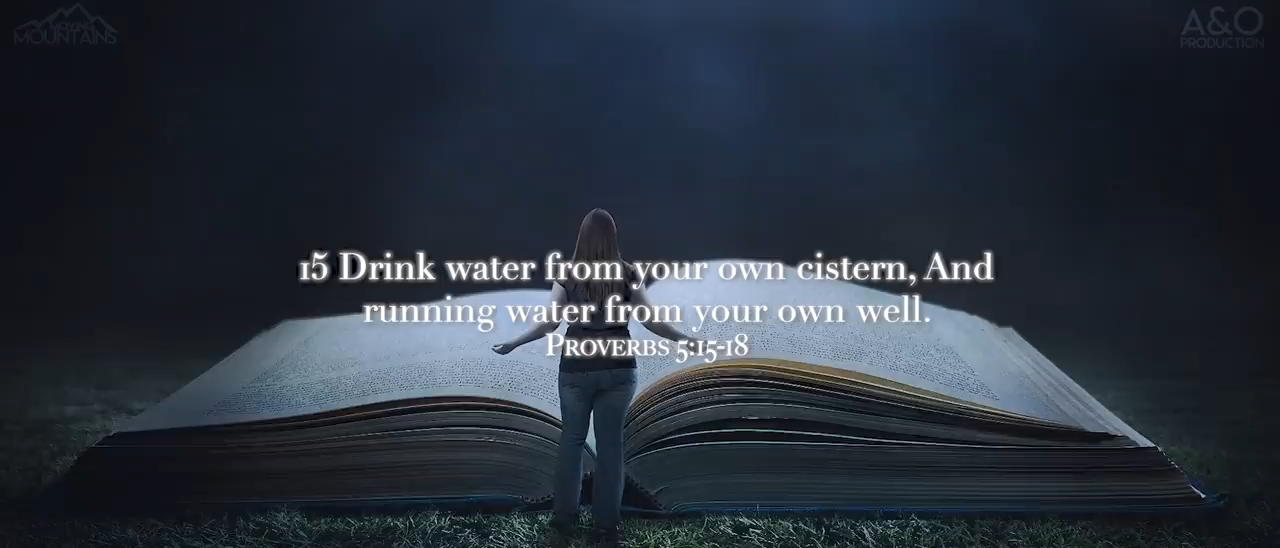 MOVING
MOUNTAINS
A&O
PRODUCTION
15 Drink water from your own cistern, And
running water from your own well.
Proverbs 5:15-18